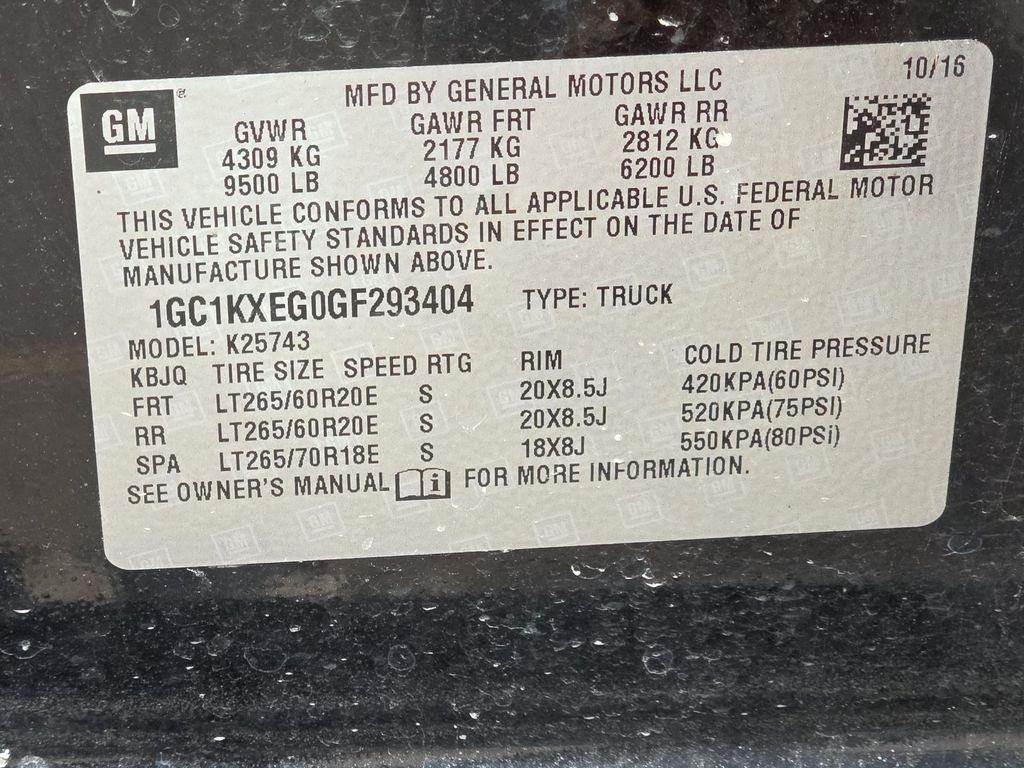 10/16
MFD BY GENERAL MOTORS LLC
GM ®
GVWR GAWR FRT GAWR RR
4309 KG 2177 KG 2812 KG
9500 LB 4800 LB 6200 LB
THIS VEHICLE CONFORMS TO ALL APPLICABLE U.S. FEDERAL MOTOR
VEHICLE SAFETY STANDARDS IN EFFECT ON THE DATE OF
MANUFACTURE SHOWN ABOVE.
1GC1KXEG0GF293404 TYPE: TRUCK
MODEL: K25743
KBJQ TIRE SIZE SPEED RTG RIM COLD TIRE PRESSURE
FRT LT265/60R20E S 20X8.5J 420KPA(60PSI)
RR LT265/60R20E S 20X8.5J 520KPA(75PSI)
SPA LT265/70R18E S 18X8J 550KPA(80PSi)
SEE OWNER'S MANUAL i FOR MORE INFORMATION.